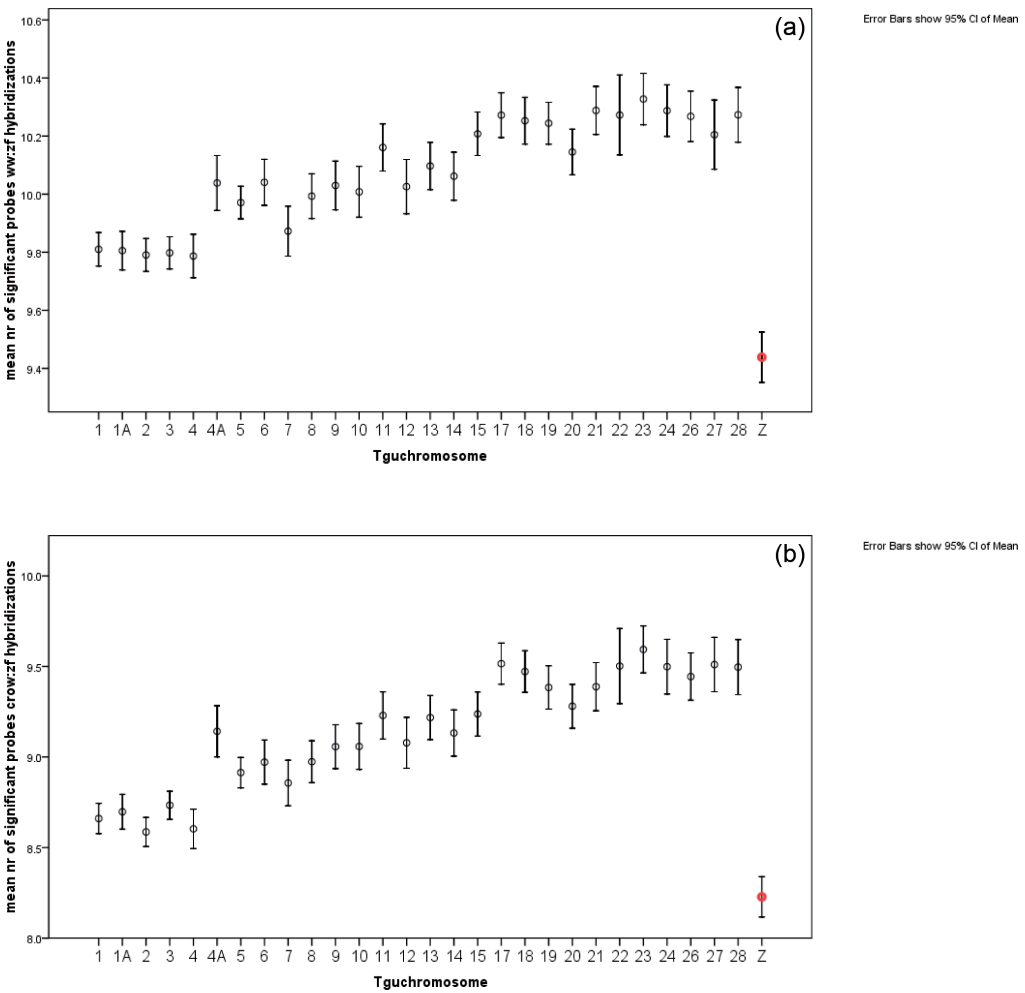 (a)
Error Bars show 95% CI of Mean
mean nr of significant probes ww:zf hybridizations
10.6
10.4
10.2
10.0
9.8
9.6
9.4
1 1A 2 3 4 4A 5 6 7 8 9 10 11 12 13 14 15 17 18 19 20 21 22 23 24 26 27 28 Z
Tguchromosome
(b)
Error Bars show 95% CI of Mean
mean nr of significant probes crow:zf hybridizations
10.0
9.5
9.0
8.5
8.0
1 1A 2 3 4 4A 5 6 7 8 9 10 11 12 13 14 15 17 18 19 20 21 22 23 24 26 27 28 Z
Tguchromosome